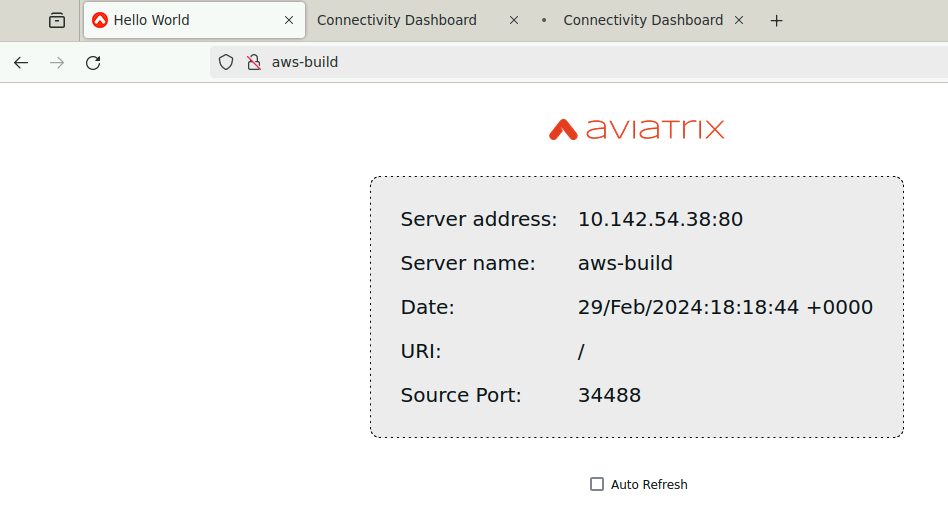 Hello World
Connectivity Dashboard
Connectivity Dashboard
aws-build
aviatrix
Server address: 10.142.54.38:80
Server name: aws-build
Date: 29/Feb/2024:18:18:44 +0000
URI: /
Source Port: 34488
Auto Refresh